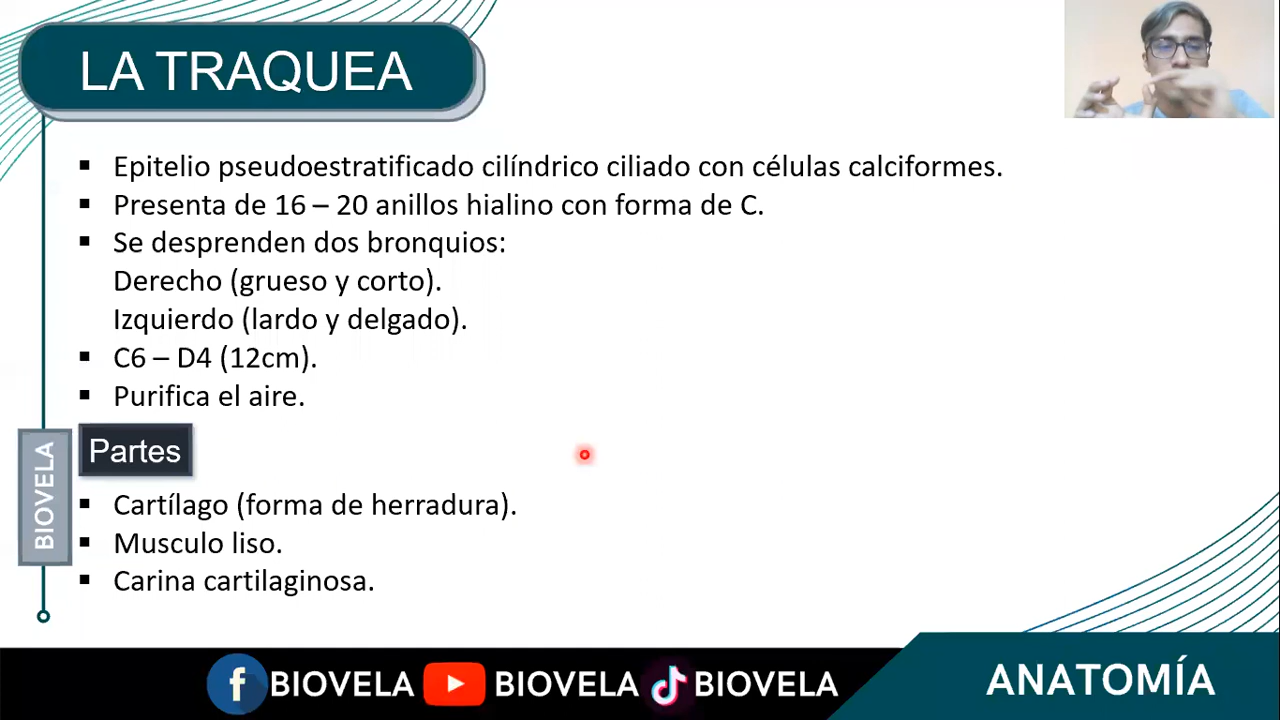 LA TRAQUEA
Epitelio pseudoestratificado cilíndrico ciliado con células calciformes.
Presenta de 16 – 20 anillos hialino con forma de C.
Se desprenden dos bronquios:
Derecho (grueso y corto).
Izquierdo (lardo y delgado).
C6 – D4 (12cm).
Purifica el aire.
Partes
Cartílago (forma de herradura).
Musculo liso.
Carina cartilaginosa.
BIOVELA
BIOVELA BIOVELA BIOVELA
ANATOMÍA